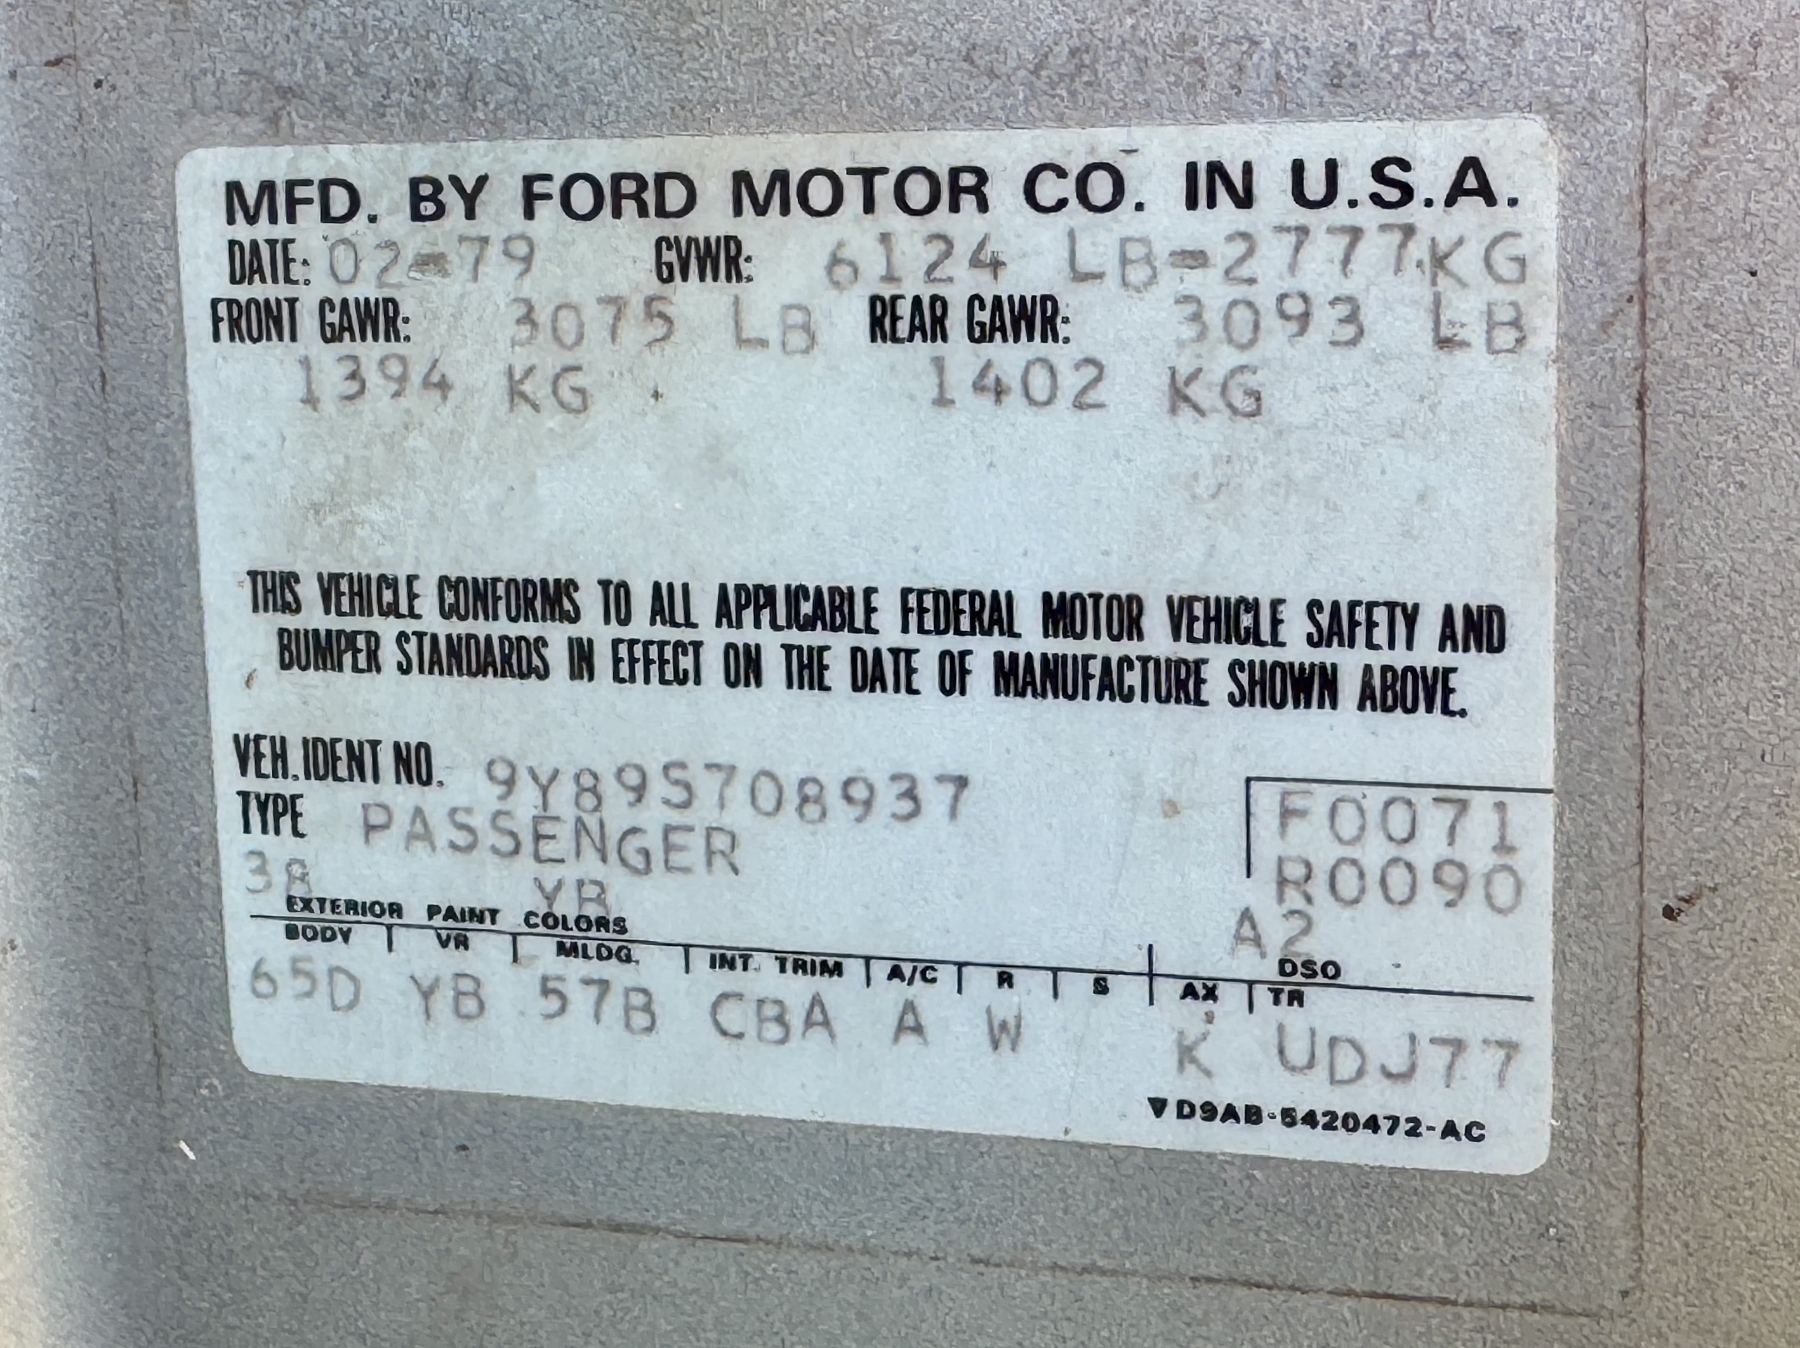 MFD. BY FORD MOTOR CO. IN U.S.A.
DATE: 02-79 GVWR: 6124 LB-2777KG
FRONT GAWR: 3075 LB REAR GAWR: 3093 LB
1394 KG 1402 KG
THIS VEHICLE CONFORMS TO ALL APPLICABLE FEDERAL MOTOR VEHICLE SAFETY AND
BUMPER STANDARDS IN EFFECT ON THE DATE OF MANUFACTURE SHOWN ABOVE.
VEH. IDENT NO. 9Y89S708937
TYPE PASSENGER
F0071
R0090
3A YB
A2
EXTERIOR PAINT COLORS DSO
BODY VR MLDG. INT. TRIM A/C R S AX TR
65D YB 57B CBA A W K UDJ77
▼D9AB-5420472-AC